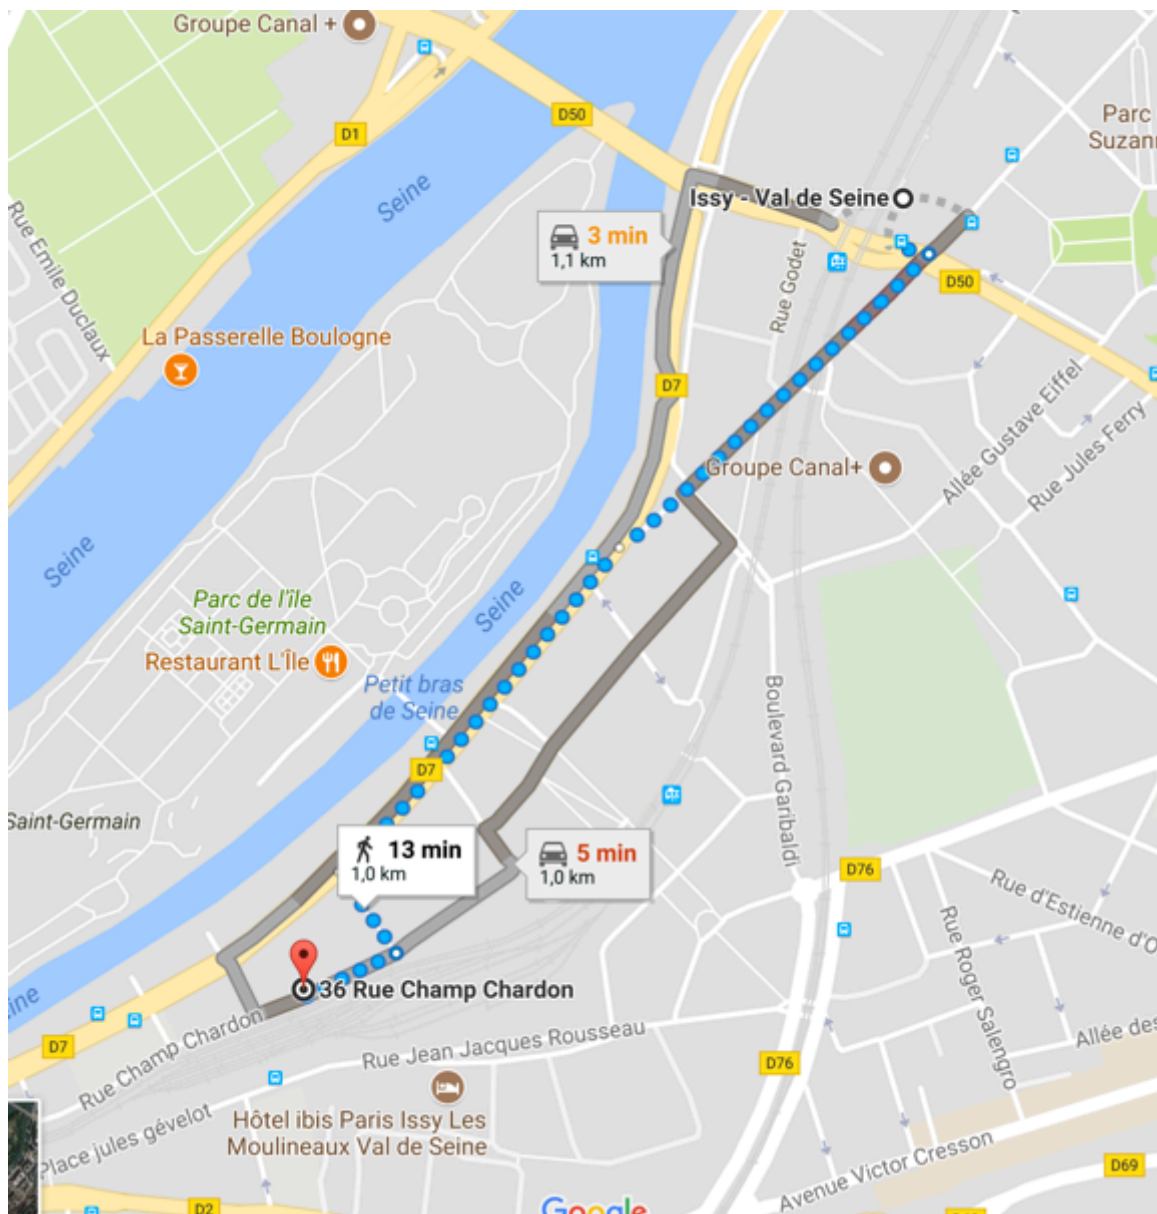 Groupe Canal +
D50
D1
Parc
Suzann
Seine
Issy - Val de Seine
Rue Emile Duclaux
3 min
1,1 km
Rue Godet
D50
La Passerelle Boulogne
D7
Allée Gustave Eiffel
Rue Jules Ferry
Groupe Canal+
Seine
Seine
Parc de l'île
Saint-Germain
Restaurant L'Île
Petit bras
de Seine
Boulevard Garibaldi
D7
Saint-Germain
13 min
1,0 km
5 min
1,0 km
D76
Rue d'Estienne d'O
Rue Roger Salengro
36 Rue Champ Chardon
eine
D7
Rue Champ Chardon
Rue Jean Jacques Rousseau
Allée des
D76
Place jules gévelot
Hôtel ibis Paris Issy Les
Moulineaux Val de Seine
Avenue Victor Cresson
D69
D2
Google